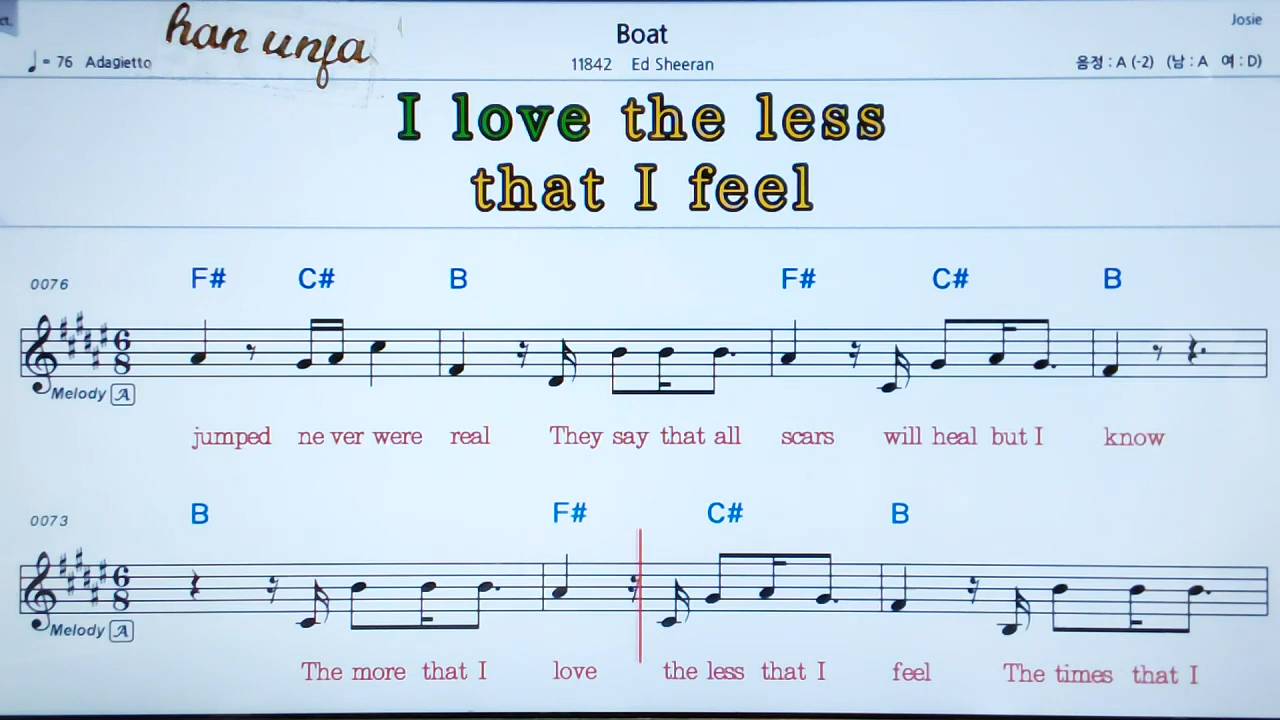 ct.
han unfa
Boat
Josie
= 76 Adagietto
11842 Ed Sheeran
음정 : A (-2) (남 : A 여 : D)
I love the less
that I feel
0076 F# C# B F# C# B
6
8
Melody A
jumped ne ver were real They say that all scars will heal but I know
0073 B F# C# B
6
8
Melody A
The more that I love the less that I feel The times that I